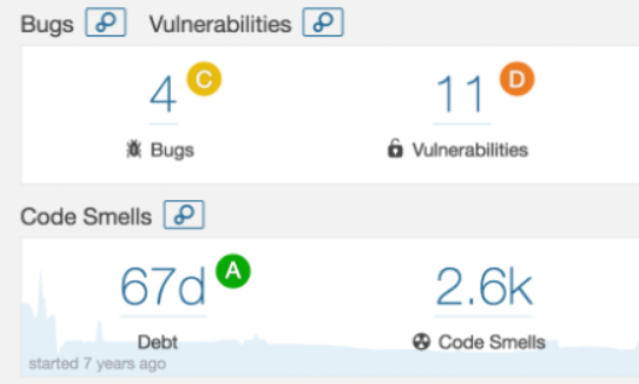 Bugs Vulnerabilities
4 C 11 D
Bugs Vulnerabilities
Code Smells
67d A 2.6k
Debt Code Smells
started 7 years ago